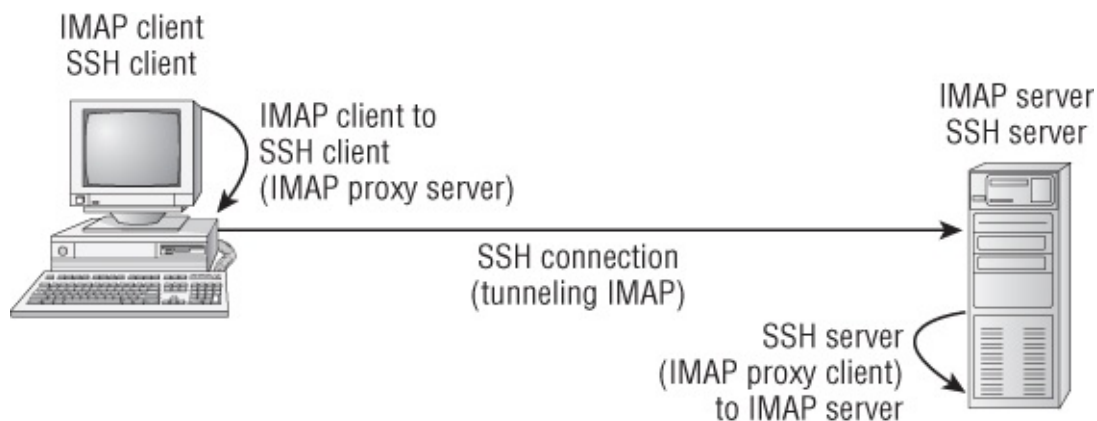 IMAP client
SSH client
IMAP client to
SSH client
(IMAP proxy server)
IMAP server
SSH server
SSH connection
(tunneling IMAP)
SSH server
(IMAP proxy client)
to IMAP server